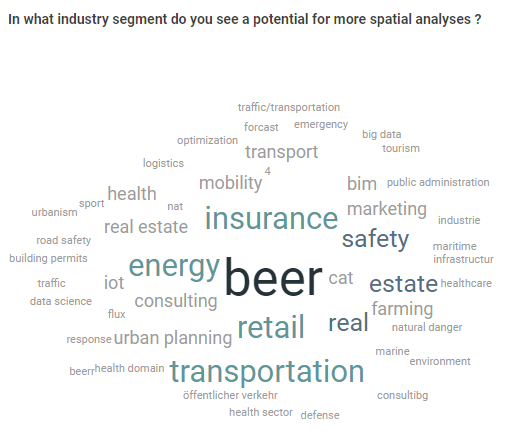 In what industry segment do you see a potential for more spatial analyses ?
traffic/transportation
forcast
emergency
big data
optimization
tourism
transport
logistics
4
mobility
bim
public administration
health
sport
nat
urbanism
insurance
marketing
industrie
real estate
road safety
safety
maritime
infrastructur
building permits
energy
beer
cat
estate
healthcare
traffic
iot
data science
consulting
farming
flux
retail
real
natural danger
response
urban planning
marine
environment
beerr
health domain
transportation
öffentlicher verkehr
consultibg
health sector
defense